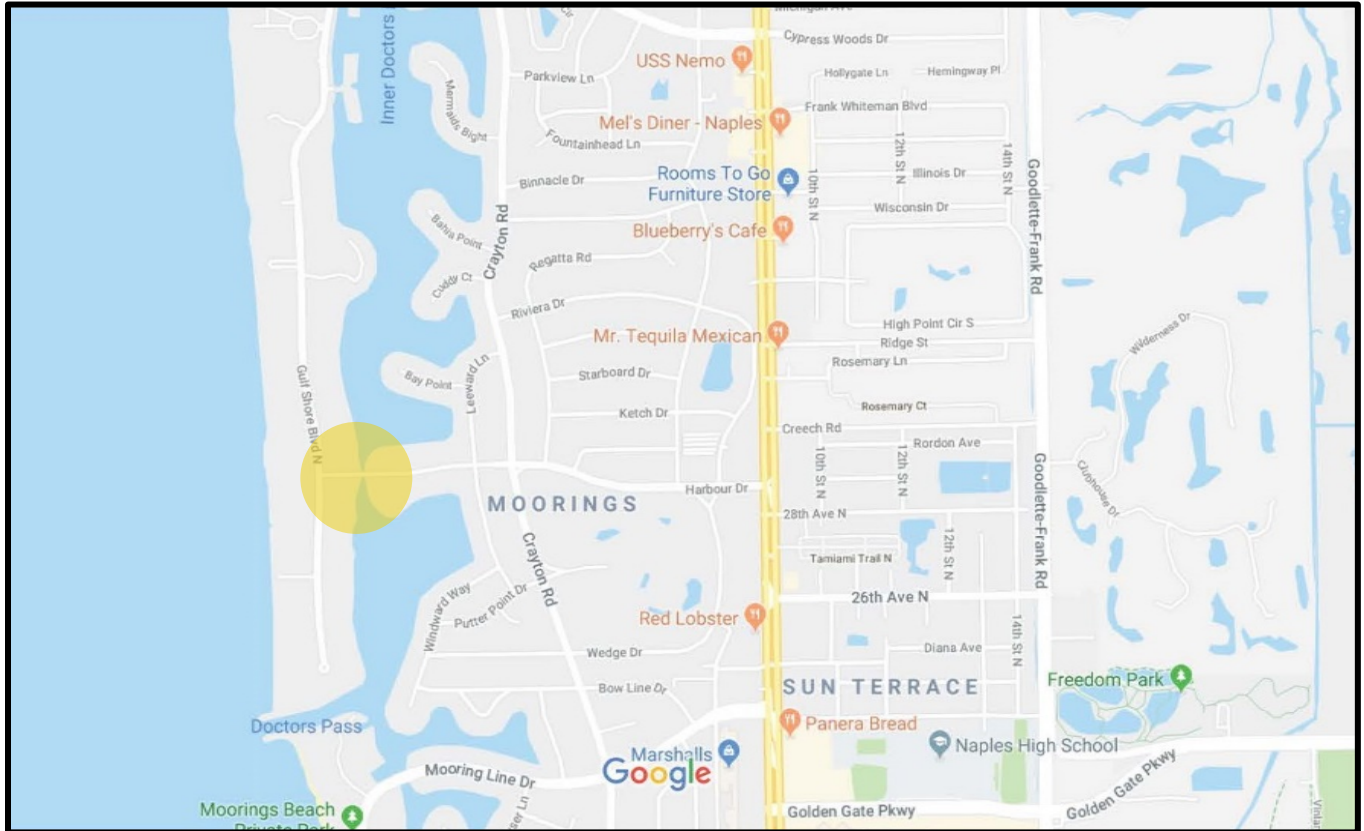 Michigan Ave
Cypress Woods Dr
Inner Doctors
USS Nemo
Parkview Ln
Hollygate Ln
Hemingway Pl
Mermaids Bight
Frank Whiteman Blvd
Mel's Diner - Naples
Fountainhead Ln
12th St N
14th St N
Goodlette-Frank Rd
Rooms To Go
Furniture Store
Binnacle Dr
10th St N
Illinois Dr
Wisconsin Dr
Crayton Rd
Bahia Point
Blueberry's Cafe
Regatta Rd
Cuddy Ct
Riviera Dr
High Point Cir S
Wilderness Dr
Mr. Tequila Mexican
Ridge St
Rosemary Ln
Gulf Shore Blvd N
Bay Point
Leeward Ln
Starboard Dr
Ketch Dr
Rosemary Ct
Creech Rd
Rordon Ave
10th St N
12th St N
Goodlette-Frank Rd
Clubhouse Dr
Harbour Dr
MOORINGS
28th Ave N
12th St N
Tamiami Trail N
Crayton Rd
26th Ave N
Windward Way
Putter Point Dr
Red Lobster
14th St N
Wedge Dr
Diana Ave
Bow Line Dr
SUN TERRACE
Freedom Park
Doctors Pass
Panera Bread
Naples High School
Marshalls
Google
Mooring Line Dr
Golden Gate Pkwy
Golden Gate Pkwy
Moorings Beach
Private Park